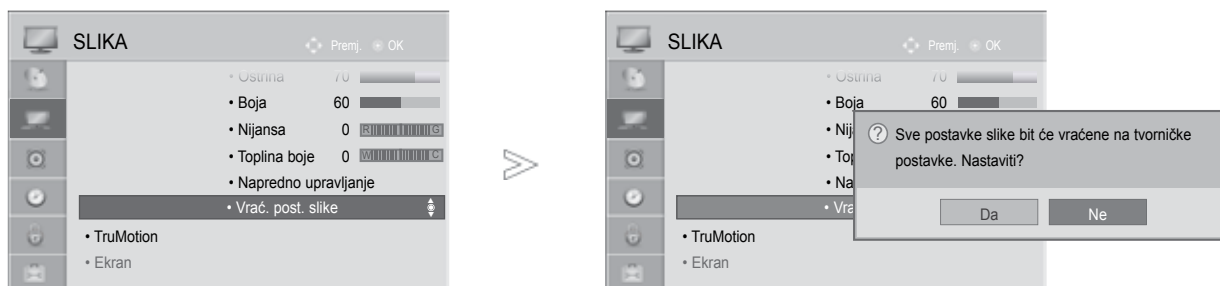 SLIKA
Premj. OK
• Oštrina 70
• Boja 60
• Nijansa 0 R G
• Toplina boje 0 W C
• Napredno upravljanje
• Vrać. post. slike
• TruMotion
• Ekran
SLIKA
Premj. OK
• Oštrina 70
• Boja 60
• Nij
• Top
• Na
• Vra
• TruMotion
• Ekran
? Sve postavke slike bit će vraćene na tvorničke
postavke. Nastaviti?
Da Ne